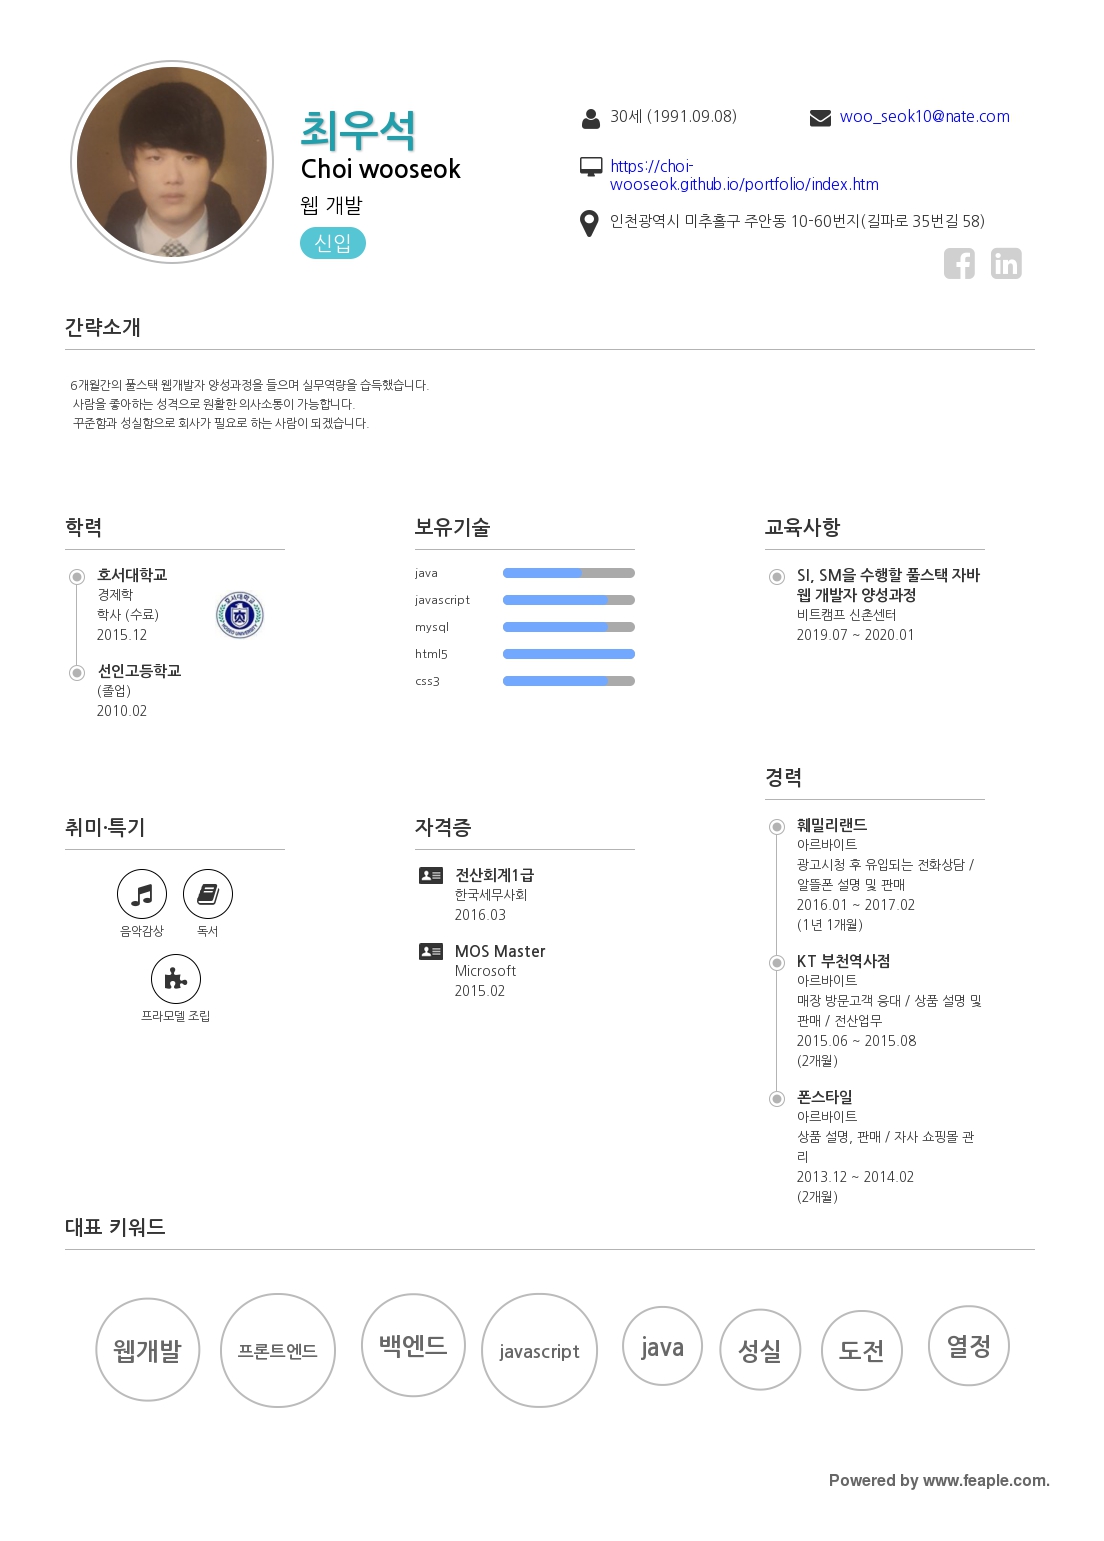 최우석
Choi wooseok
웹 개발
신입
30세 (1991.09.08)
woo_seok10@nate.com
https://choi-
wooseok.github.io/portfolio/index.htm
인천광역시 미추홀구 주안동 10-60번지(길파로 35번길 58)
간략소개
6개월간의 풀스택 웹개발자 양성과정을 들으며 실무역량을 습득했습니다.
사람을 좋아하는 성격으로 원활한 의사소통이 가능합니다.
꾸준함과 성실함으로 회사가 필요로 하는 사람이 되겠습니다.
학력
호서대학교
경제학
학사 (수료)
2015.12
선인고등학교
(졸업)
2010.02
보유기술
java
javascript
mysql
html5
css3
교육사항
SI, SM을 수행할 풀스택 자바
웹 개발자 양성과정
비트캠프 신촌센터
2019.07 ~ 2020.01
취미·특기
음악감상
독서
프라모델 조립
자격증
전산회계1급
한국세무사회
2016.03
MOS Master
Microsoft
2015.02
경력
훼밀리랜드
아르바이트
광고시청 후 유입되는 전화상담 /
알뜰폰 설명 및 판매
2016.01 ~ 2017.02
(1년 1개월)
KT 부천역사점
아르바이트
매장 방문고객 응대 / 상품 설명 및
판매 / 전산업무
2015.06 ~ 2015.08
(2개월)
폰스타일
아르바이트
상품 설명, 판매 / 자사 쇼핑몰 관
리
2013.12 ~ 2014.02
(2개월)
대표 키워드
웹개발
프론트엔드
백엔드
javascript
java
성실
도전
열정
Powered by www.feaple.com.